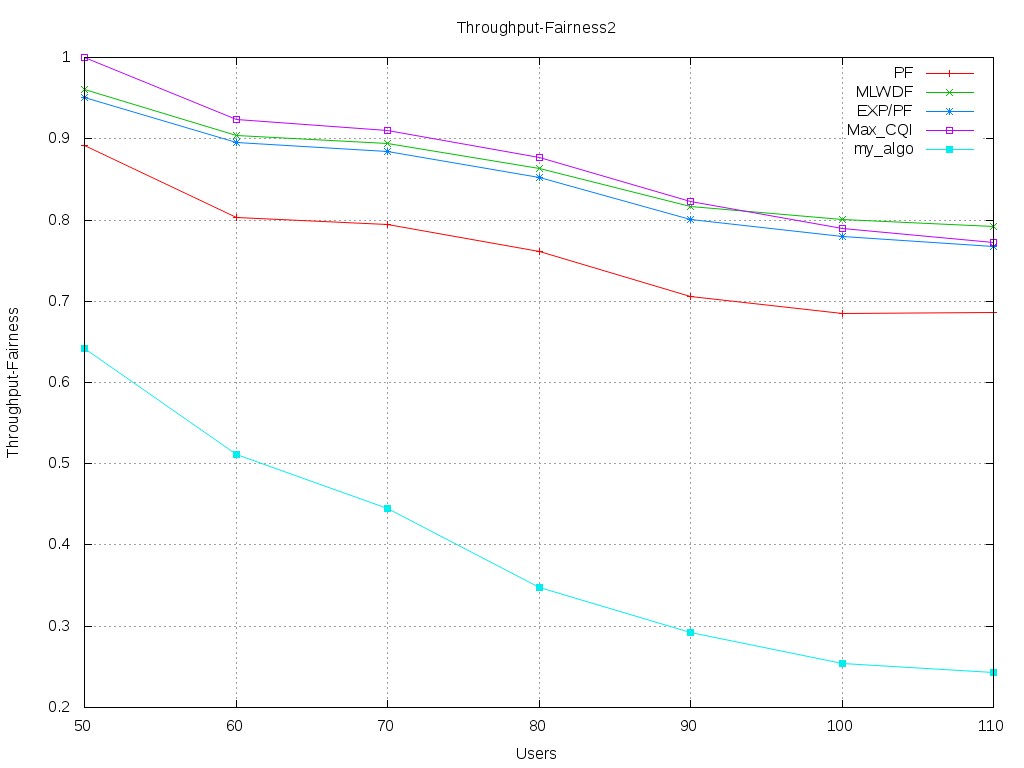 Throughput-Fairness2
1
0.9
0.8
0.7
0.6
0.5
0.4
0.3
0.2
Throughput-Fairness
PF
MLWDF
EXP/PF
Max_CQI
my_algo
50 60 70 80 90 100 110
Users